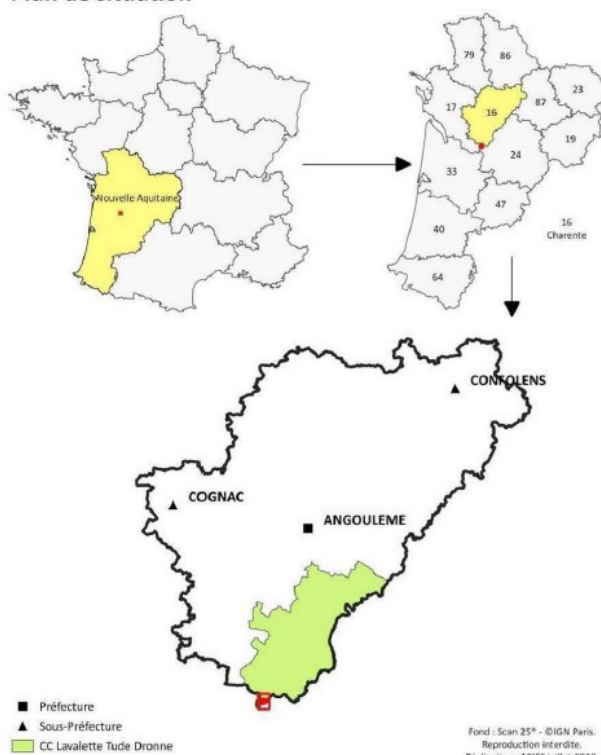 Nouvelle Aquitaine
79
86
17
16
87
23
19
33
24
47
40
64
16
Charente
CONFOLENS
COGNAC
ANGOULEME
Préfecture
Sous-Préfecture
CC Lavalette Tude Dronne
Fond : Scan 25® - ©IGN Paris.
Reproduction interdite.